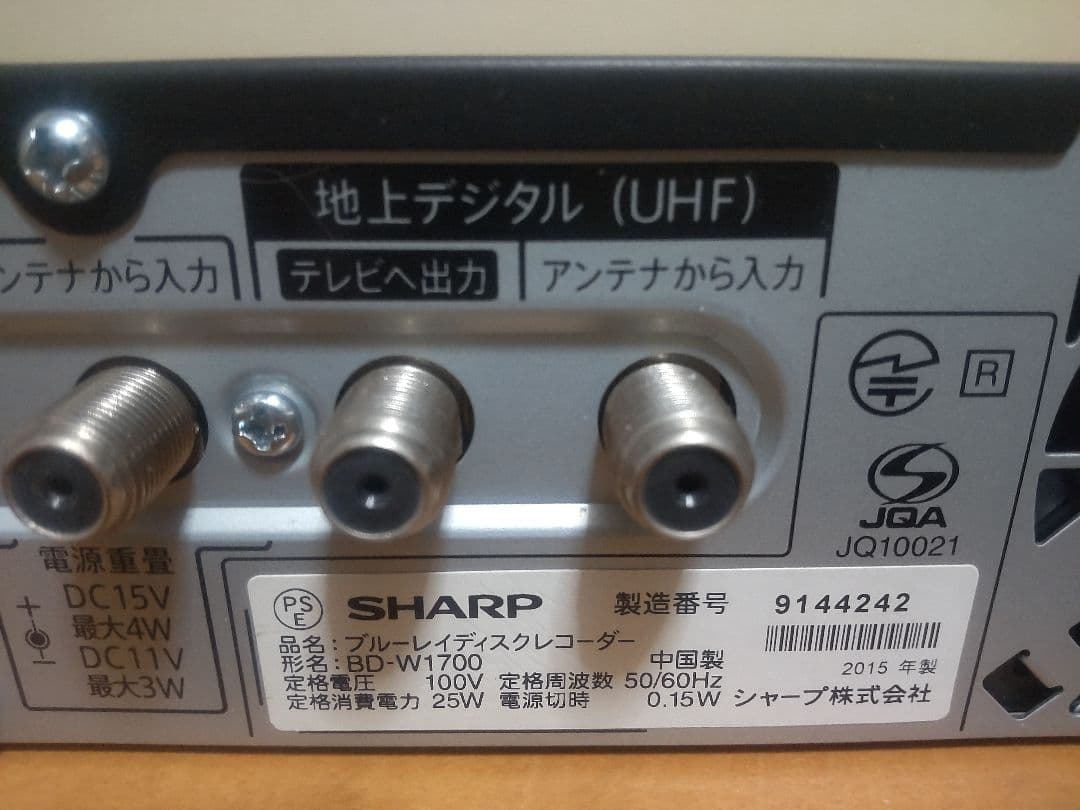 地上デジタル (UHF)
ンテナから入力
テレビへ出力
アンテナから入力
R
JQA
JQ10021
電源重畳
DC15V
最大4W
DC11V
最大3W
PS
E
SHARP 製造番号 9144242
品名:ブルーレイディスクレコーダー
形名:BD-W1700 中国製
2015 年製
定格電圧 100V 定格周波数 50/60Hz
定格消費電力 25W 電源切時 0.15W シャープ株式会社